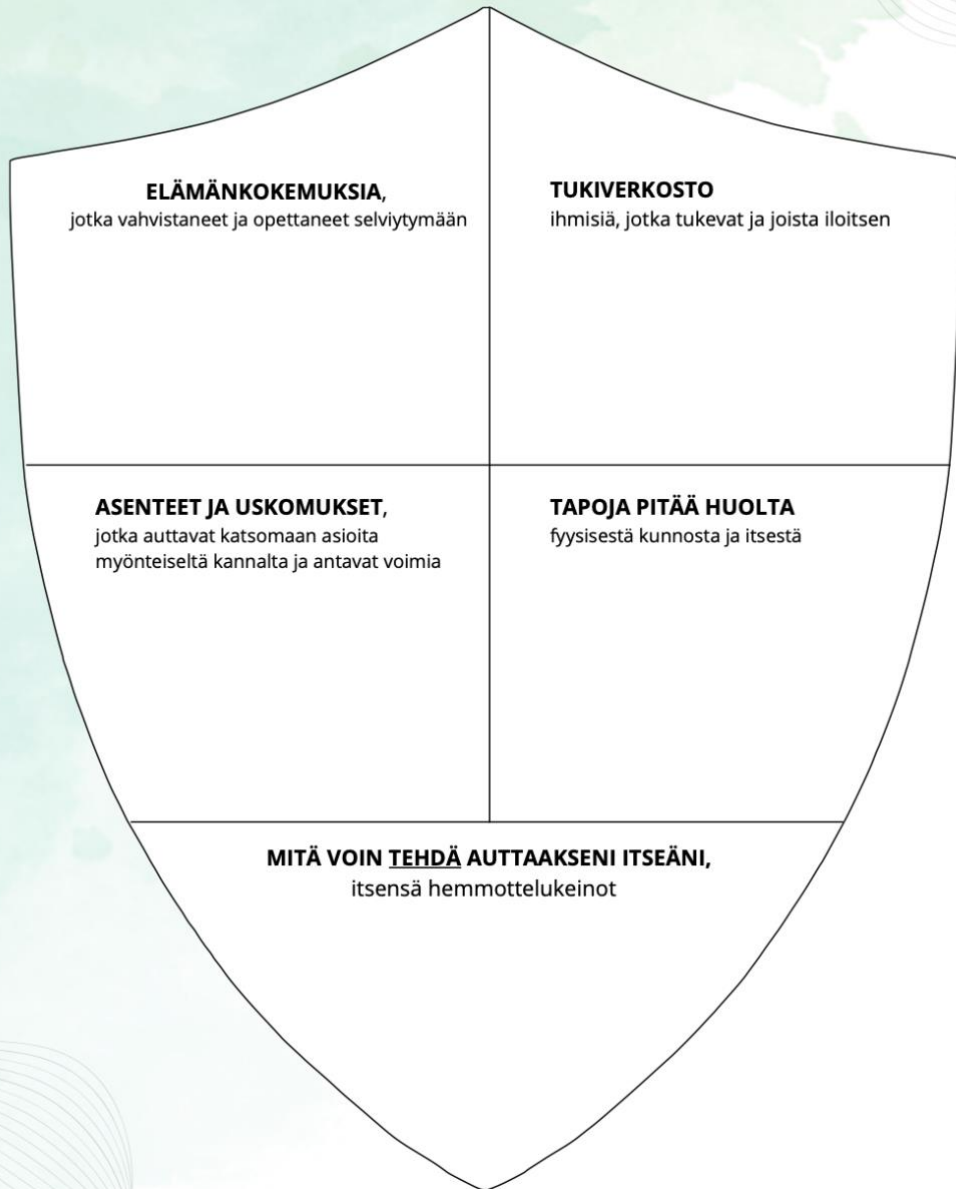 ELÄMÄNKOKEMUKSIA,
jotka vahvistaneet ja opettaneet selviytymään
TUKIVERKOSTO
ihmisiä, jotka tukevat ja joista iloitsen
ASENTEET JA USKOMUKSET,
jotka auttavat katsomaan asioita
myönteiseltä kannalta ja antavat voimia
TAPOJA PITÄÄ HUOLTA
fyysisestä kunnosta ja itsestä
MITÄ VOIN TEHDÄ AUTTAAKSENI ITSEÄNI,
itsensä hemmottelukeinot